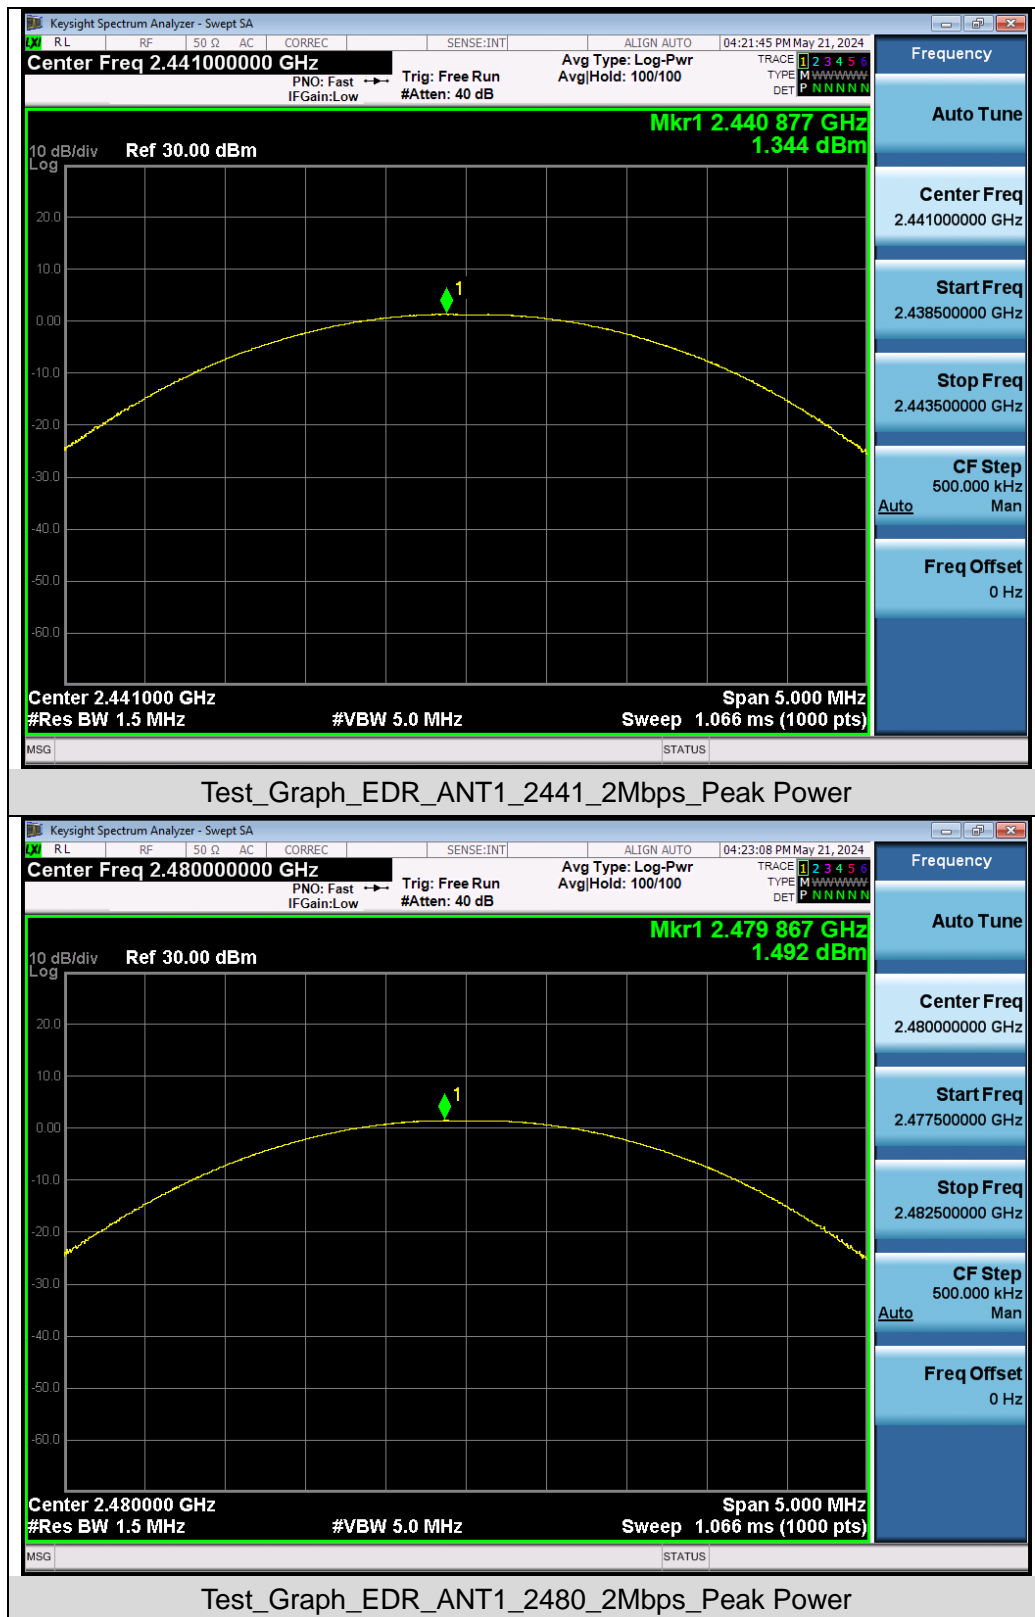 Keysight Spectrum Analyzer - Swept SA
LXI RL RF 50 Ω AC CORREC SENSE:INT ALIGN AUTO 04:21:45 PM May 21, 2024
Center Freq 2.441000000 GHz
PNO: Fast
IFGain:Low
Trig: Free Run
#Atten: 40 dB
Avg Type: Log-Pwr
Avg|Hold: 100/100
TRACE 1 2 3 4 5 6
TYPE M WWWWW
DET P N N N N N
Mkr1 2.440 877 GHz
1.344 dBm
10 dB/div Ref 30.00 dBm
Log
20.0
10.0
1
0.00
-10.0
-20.0
-30.0
-40.0
-50.0
-60.0
Center 2.441000 GHz Span 5.000 MHz
#Res BW 1.5 MHz #VBW 5.0 MHz Sweep 1.066 ms (1000 pts)
MSG STATUS
Frequency
Auto Tune
Center Freq
2.441000000 GHz
Start Freq
2.438500000 GHz
Stop Freq
2.443500000 GHz
CF Step
500.000 kHz
Auto Man
Freq Offset
0 Hz
Test_Graph_EDR_ANT1_2441_2Mbps_Peak Power
Keysight Spectrum Analyzer - Swept SA
LXI RL RF 50 Ω AC CORREC SENSE:INT ALIGN AUTO 04:23:08 PM May 21, 2024
Center Freq 2.480000000 GHz
PNO: Fast
IFGain:Low
Trig: Free Run
#Atten: 40 dB
Avg Type: Log-Pwr
Avg|Hold: 100/100
TRACE 1 2 3 4 5 6
TYPE M WWWWW
DET P N N N N N
Mkr1 2.479 867 GHz
1.492 dBm
10 dB/div Ref 30.00 dBm
Log
20.0
10.0
1
0.00
-10.0
-20.0
-30.0
-40.0
-50.0
-60.0
Center 2.480000 GHz Span 5.000 MHz
#Res BW 1.5 MHz #VBW 5.0 MHz Sweep 1.066 ms (1000 pts)
MSG STATUS
Frequency
Auto Tune
Center Freq
2.480000000 GHz
Start Freq
2.477500000 GHz
Stop Freq
2.482500000 GHz
CF Step
500.000 kHz
Auto Man
Freq Offset
0 Hz
Test_Graph_EDR_ANT1_2480_2Mbps_Peak Power